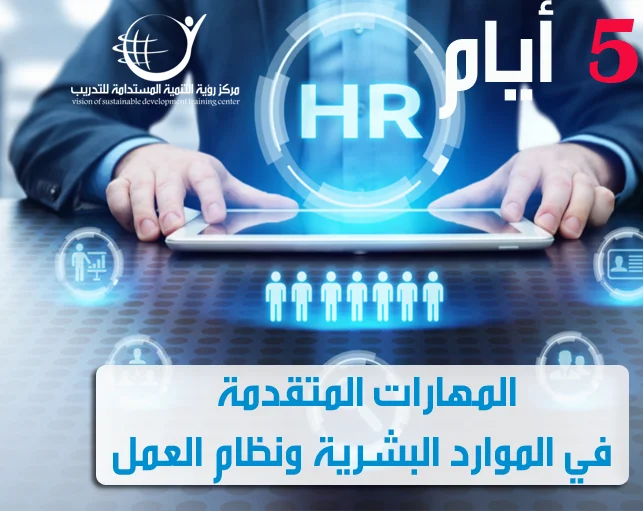 5 أيام
مركز رؤية التنمية المستدامة للتدريب
vision of sustainable development training center
HR
المهارات المتقدمة
في الموارد البشرية ونظام العمل